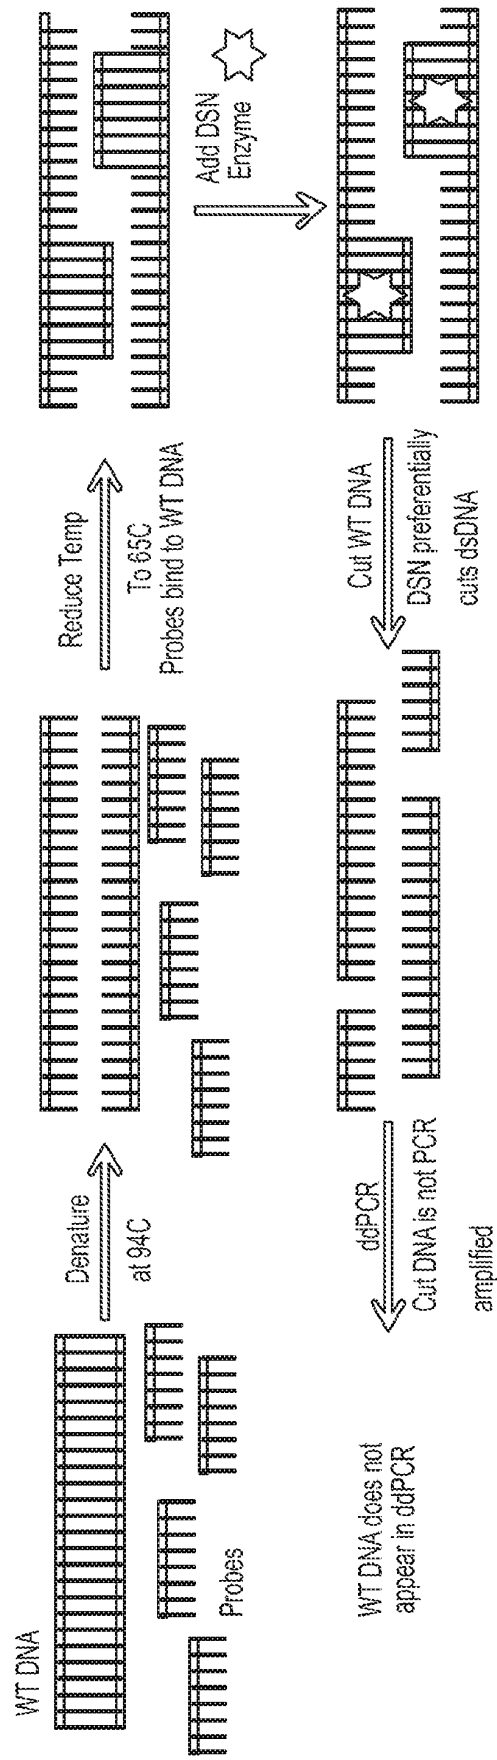 WT DNA
Probes
Denature
at 94C
Reduce Temp
To 65C
Probes bind to WT DNA
Add DSN
Enzyme
Cut WT DNA
DSN preferentially
cuts dsDNA
ddPCR
Cut DNA is not PCR
amplified
WT DNA does not
appear in ddPCR